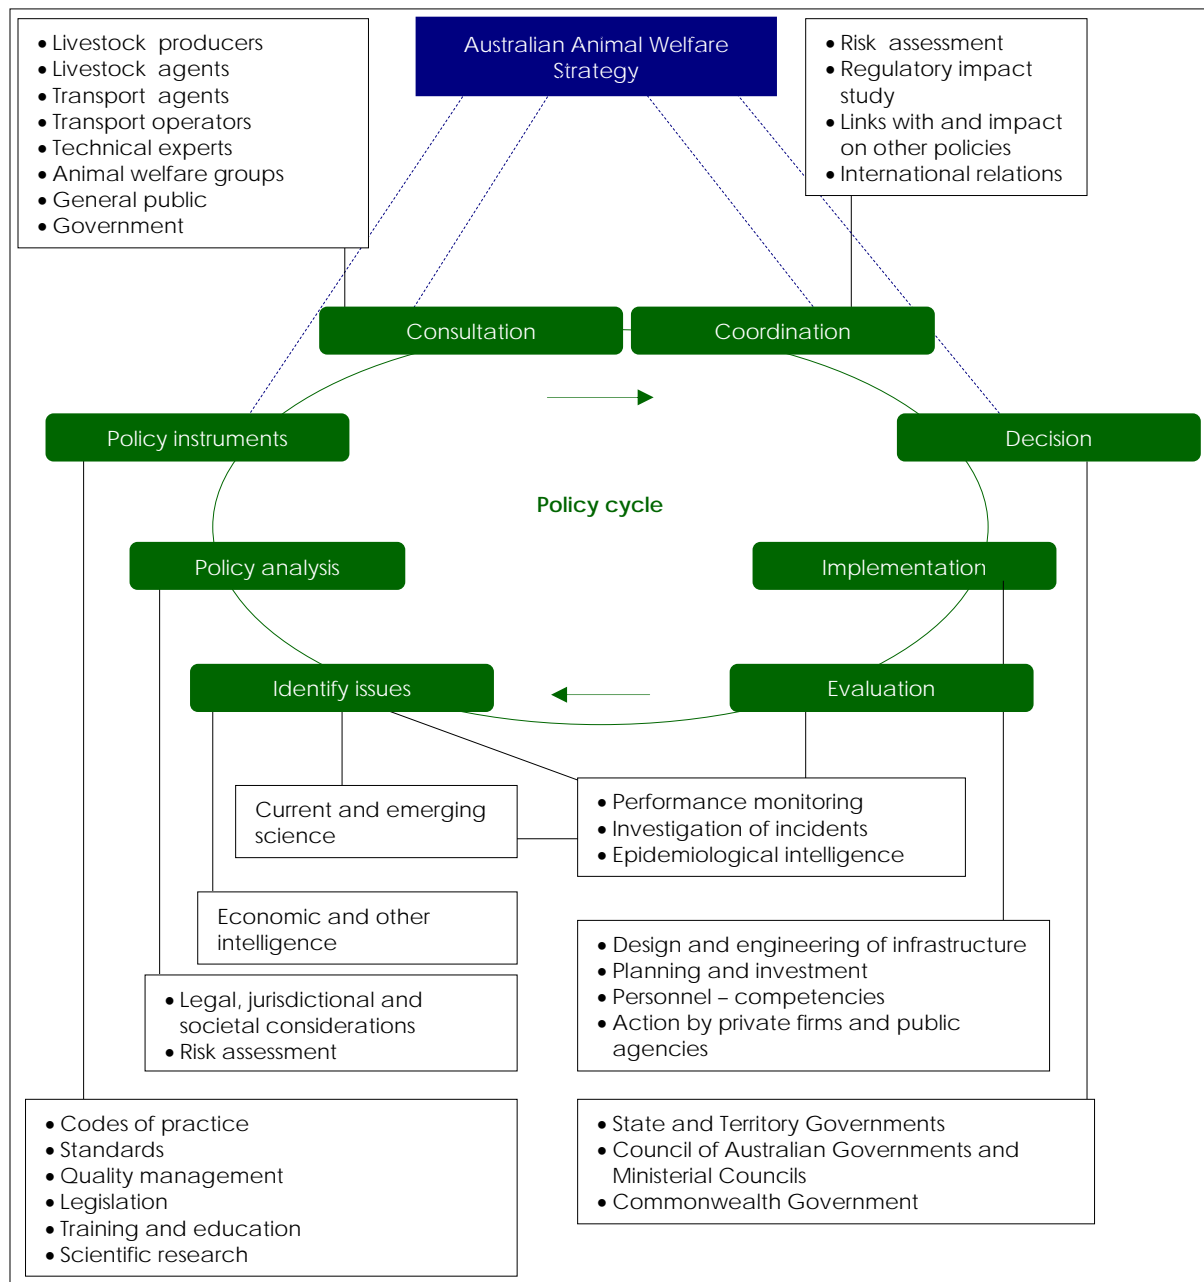 • Livestock producers
• Livestock agents
• Transport agents
• Transport operators
• Technical experts
• Animal welfare groups
• General public
• Government
Australian Animal Welfare
Strategy
• Risk assessment
• Regulatory impact
study
• Links with and impact
on other policies
• International relations
Consultation
Coordination
Policy instruments
Decision
Policy cycle
Policy analysis
Implementation
Identify issues
Evaluation
Current and emerging
science
• Performance monitoring
• Investigation of incidents
• Epidemiological intelligence
Economic and other
intelligence
• Design and engineering of infrastructure
• Planning and investment
• Personnel – competencies
• Action by private firms and public
agencies
• Legal, jurisdictional and
societal considerations
• Risk assessment
• Codes of practice
• Standards
• Quality management
• Legislation
• Training and education
• Scientific research
• State and Territory Governments
• Council of Australian Governments and
Ministerial Councils
• Commonwealth Government